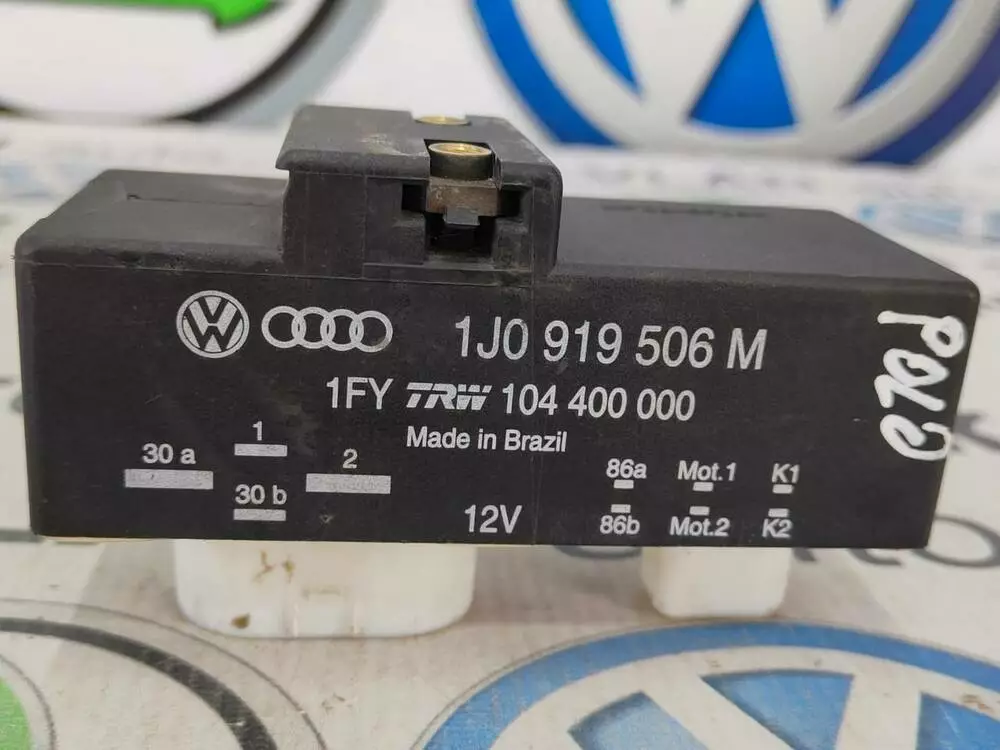 1J0 919 506 M
1FY TRW 104 400 000
Made in Brazil
30 a
1
2
30 b
12V
86a Mot.1 K1
86b Mot.2 K2
POLO